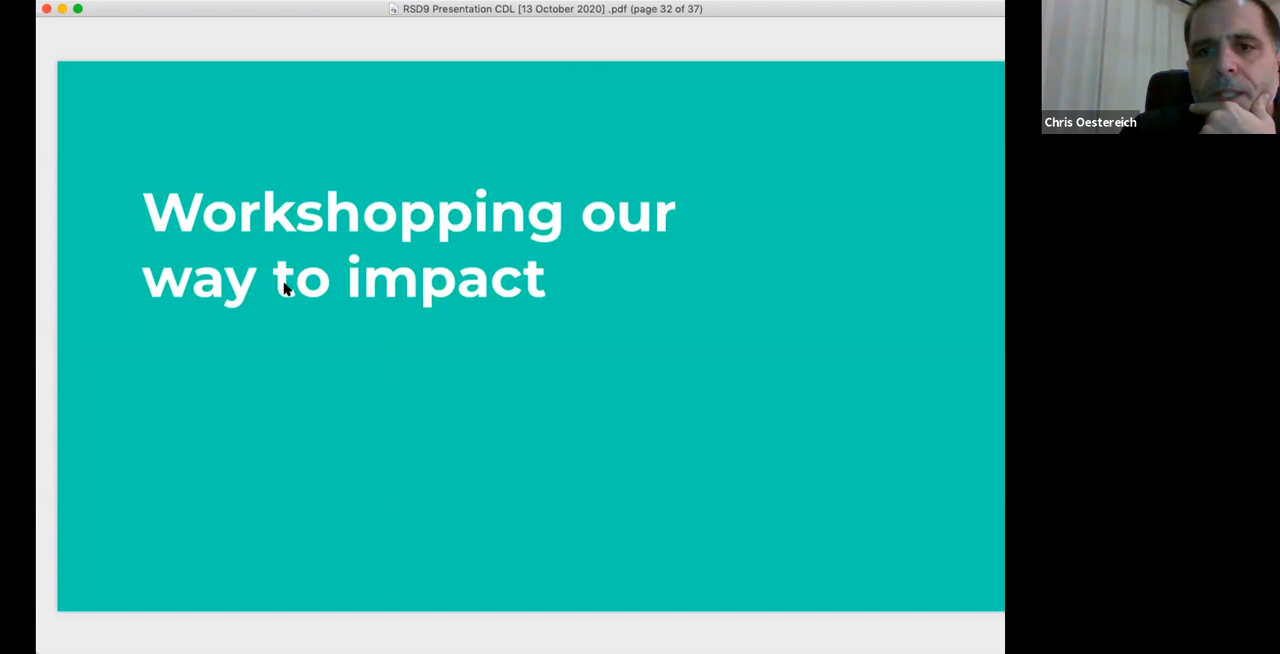 RSD9 Presentation CDL [13 October 2020] .pdf (page 32 of 37)
Workshopping our
way to impact
Chris Oestereich